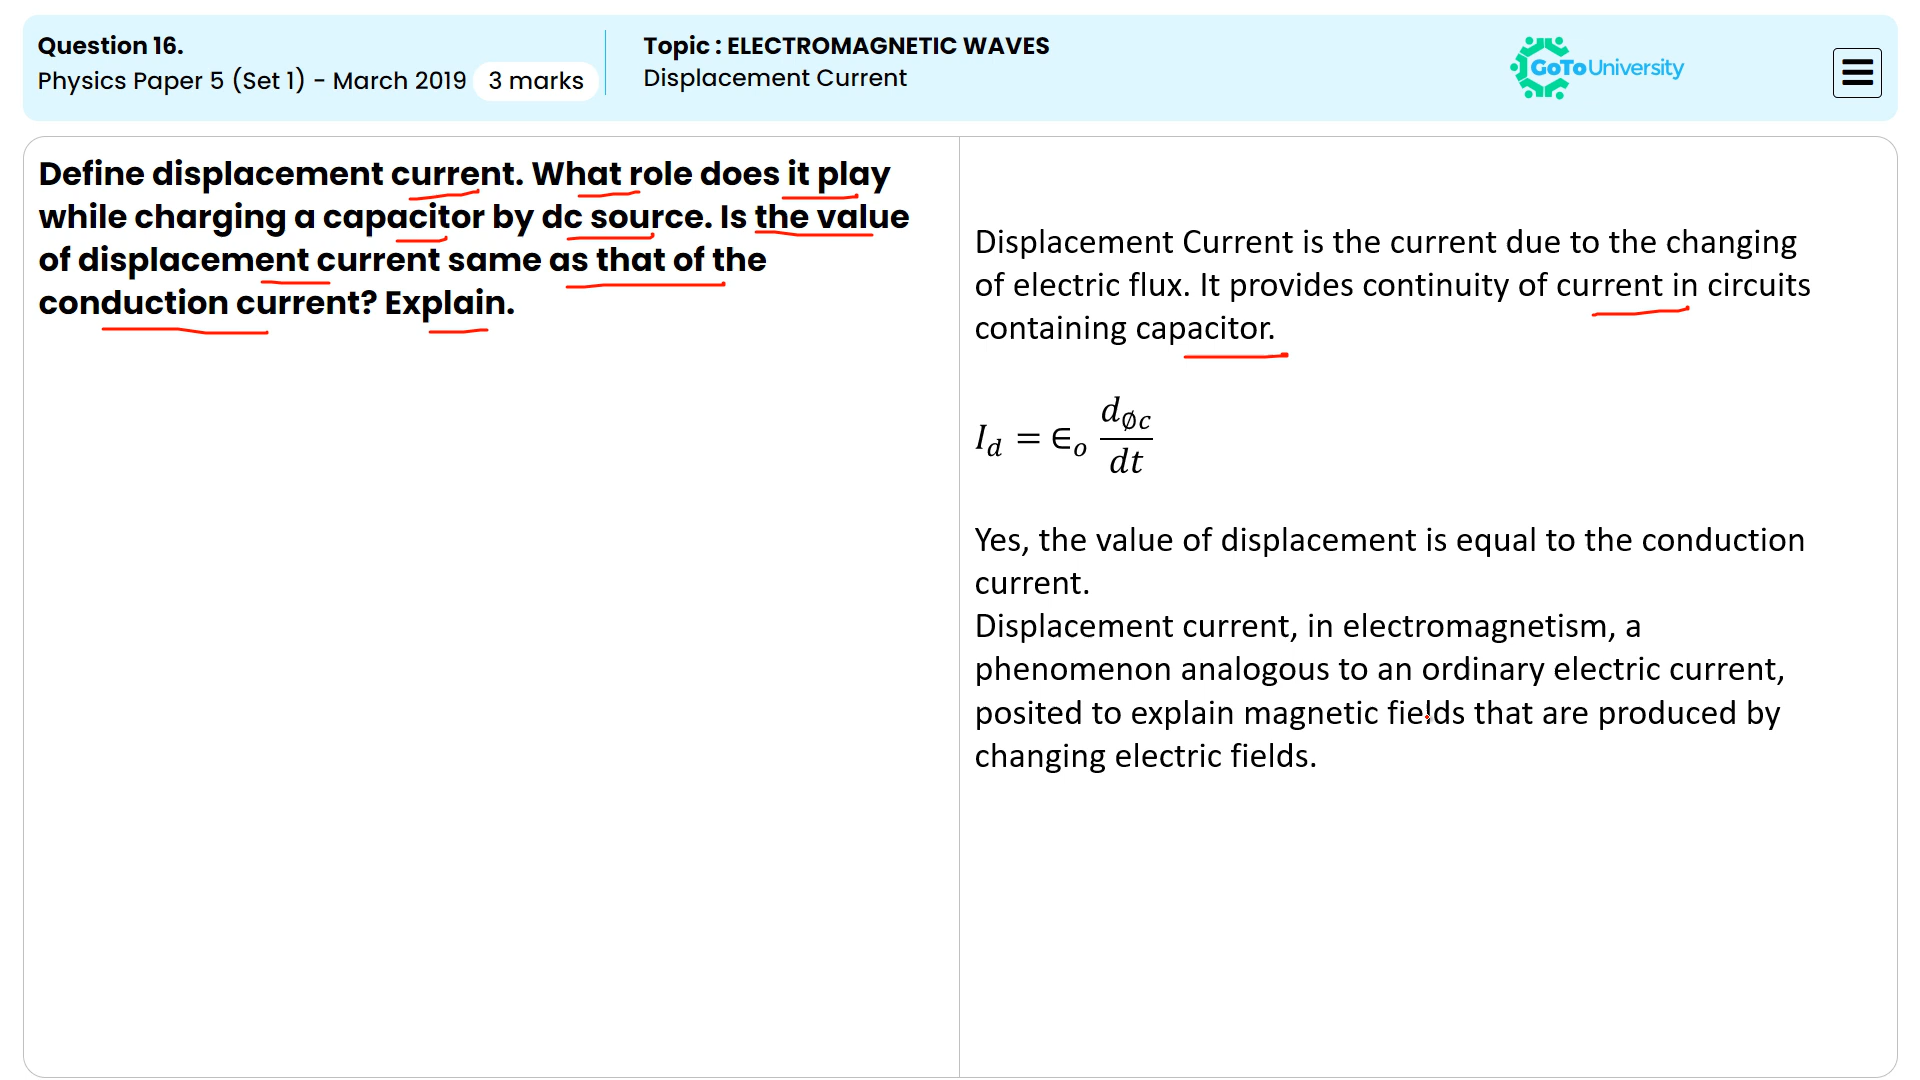 Question 16.
Physics Paper 5 (Set 1) - March 2019 3 marks
Topic : ELECTROMAGNETIC WAVES
Displacement Current
GoToUniversity
Define displacement current. What role does it play
while charging a capacitor by dc source. Is the value
of displacement current same as that of the
conduction current? Explain.
Displacement Current is the current due to the changing
of electric flux. It provides continuity of current in circuits
containing capacitor.
I_d = ∈_o d_∅c / dt
Yes, the value of displacement is equal to the conduction
current.
Displacement current, in electromagnetism, a
phenomenon analogous to an ordinary electric current,
posited to explain magnetic fields that are produced by
changing electric fields.